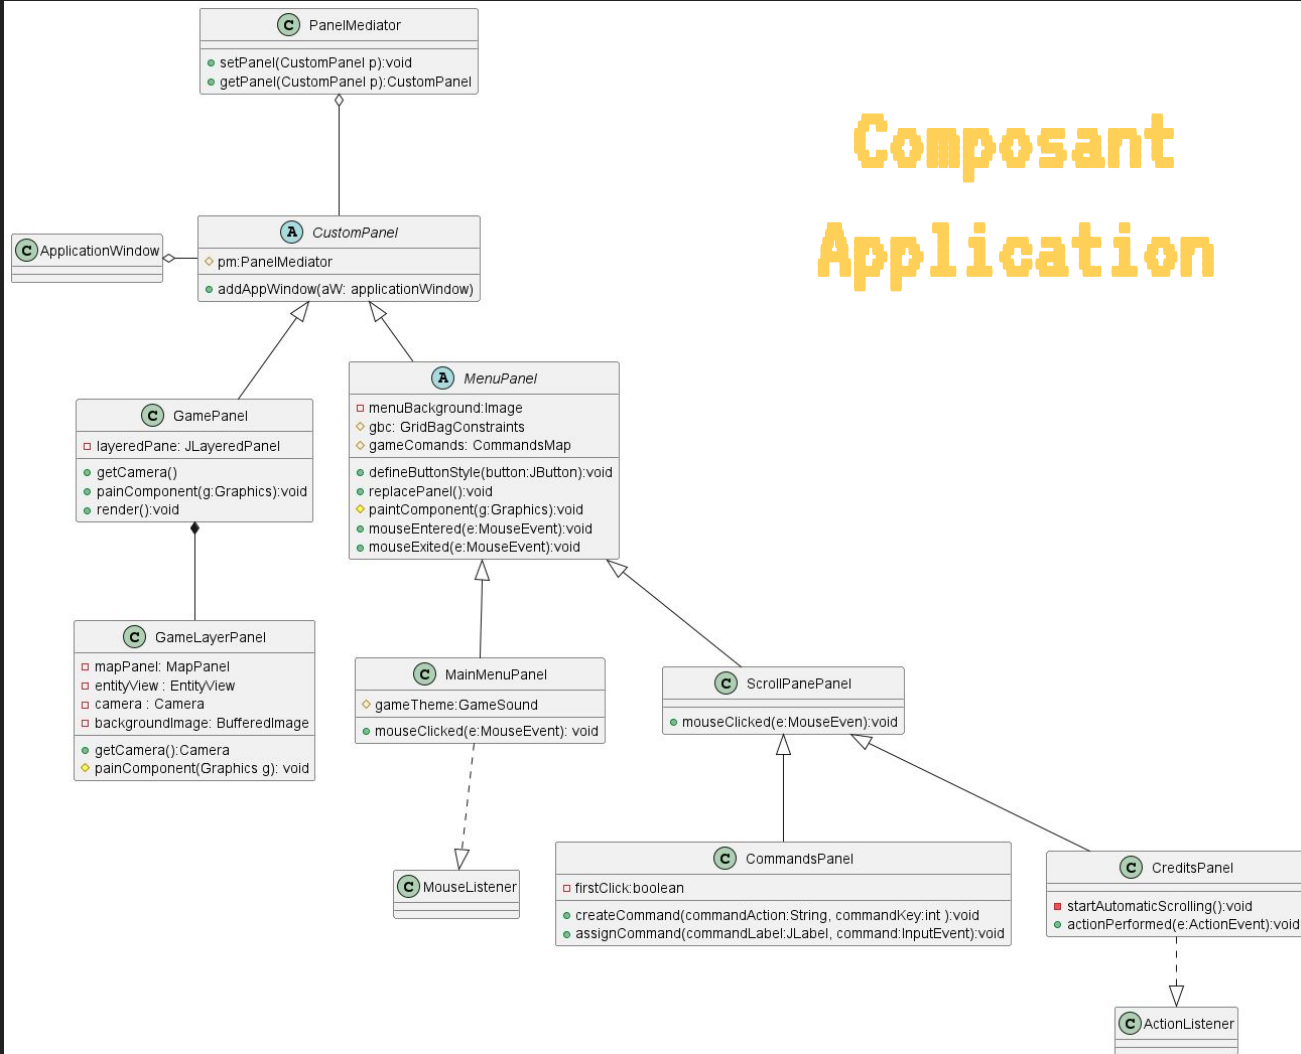 C PanelMediator
setPanel(CustomPanel p):void
getPanel(CustomPanel p):CustomPanel
Composant
Application
C ApplicationWindow
A CustomPanel
pm:PanelMediator
addAppWindow(aW: applicationWindow)
C GamePanel
layeredPane: JLayeredPanel
getCamera()
painComponent(g:Graphics):void
render():void
A MenuPanel
menuBackground:Image
gbc: GridBagConstraints
gameComands: CommandsMap
defineButtonStyle(button:JButton):void
replacePanel():void
paintComponent(g:Graphics):void
mouseEntered(e:MouseEvent):void
mouseExited(e:MouseEvent):void
C GameLayerPanel
mapPanel: MapPanel
entityView : EntityView
camera : Camera
backgroundImage: BufferedImage
getCamera():Camera
painComponent(Graphics g): void
C MainMenuPanel
gameTheme:GameSound
mouseClicked(e:MouseEvent): void
C ScrollPanePanel
mouseClicked(e:MouseEven):void
C MouseListener
C CommandsPanel
firstClick:boolean
createCommand(commandAction:String, commandKey:int ):void
assignCommand(commandLabel:JLabel, command:InputEvent):void
C CreditsPanel
startAutomaticScrolling():void
actionPerformed(e:ActionEvent):void
C ActionListener